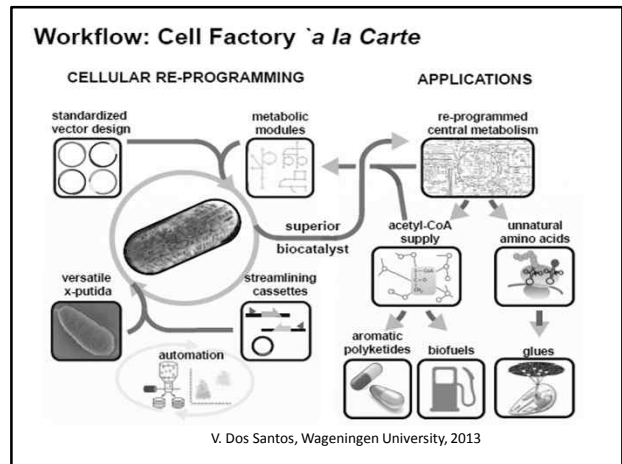 Workflow: Cell Factory `a la Carte
CELLULAR RE-PROGRAMMING
APPLICATIONS
standardized
vector design
metabolic
modules
re-programmed
central metabolism
superior
biocatalyst
acetyl-CoA
supply
unnatural
amino acids
versatile
x-putida
streamlining
cassettes
automation
aromatic
polyketides
biofuels
glues
V. Dos Santos, Wageningen University, 2013